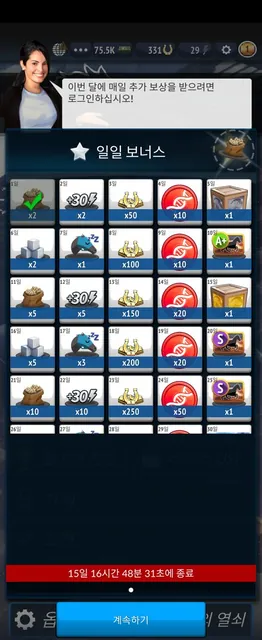 75.5K
331
29
이번 달에 매일 추가 보상을 받으려면
로그인하십시오!
일일 보너스
1일 2일 3일 4일 5일
+30
x2 x2 x50 x10 x1
6일 7일 8일 9일 10일
A+
x2 x1 x100 x10 x1
11일 12일 13일 14일 15일
+30
x5 x5 x150 x20 x1
16일 17일 18일 19일 20일
S
x5 x3 x200 x20 x1
21일 22일 23일 24일 25일
+30 S
x10 x10 x250 x50 x1
26일 27일 28일 29일 30일
15일 16시간 48분 31초에 종료
계속하기
의 열쇠